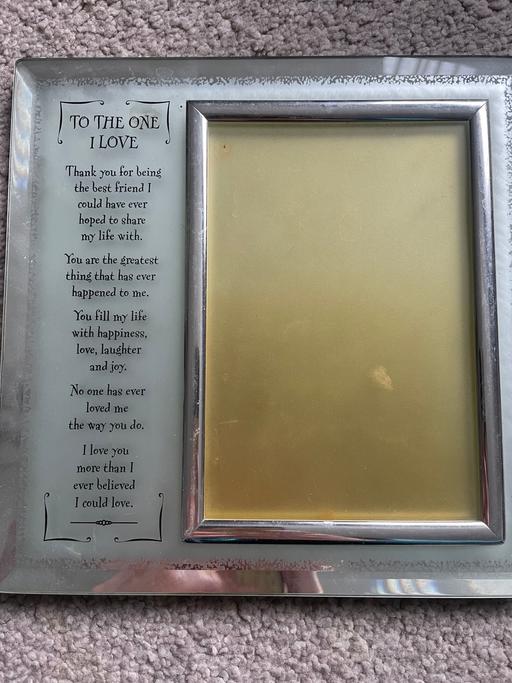 TO THE ONE
I LOVE
Thank you for being
the best friend I
could have ever
hoped to share
my life with.
You are the greatest
thing that has ever
happened to me.
You fill my life
with happiness,
love, laughter
and joy.
No one has ever
loved me
the way you do.
I love you
more than I
ever believed
I could love.